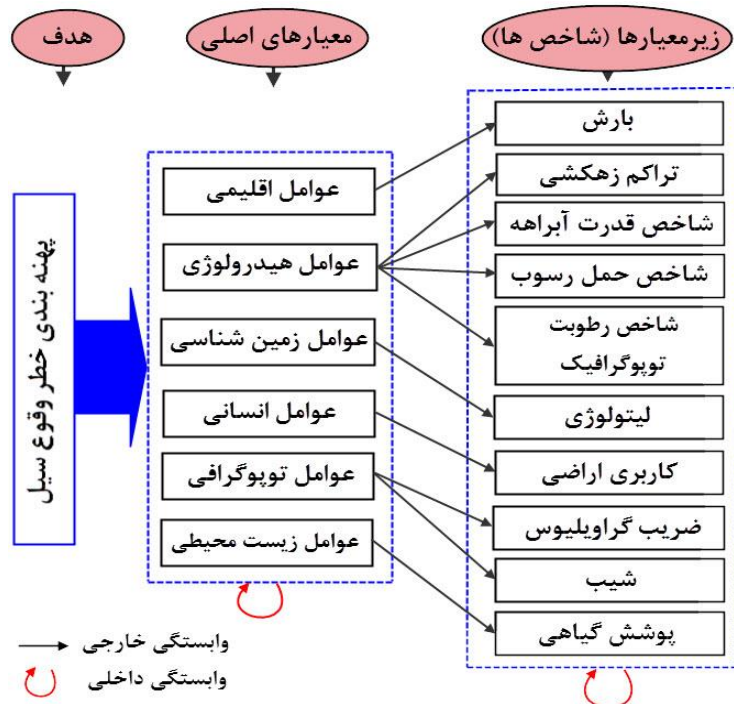 زیرمعیارها (شاخص ها)
معیارهای اصلی
هدف
بارش
تراکم زهکشی
شاخص قدرت آبراهه
شاخص حمل رسوب
شاخص رطوبت
توپوگرافیک
لیتولوژی
کاربری اراضی
ضریب گراویلیوس
شیب
پوشش گیاهی
عوامل اقلیمی
عوامل هیدرولوژی
عوامل زمین شناسی
عوامل انسانی
عوامل توپوگرافی
عوامل زیست محیطی
پهنه بندی خطر وقوع سیل
وابستگی خارجی
وابستگی داخلی